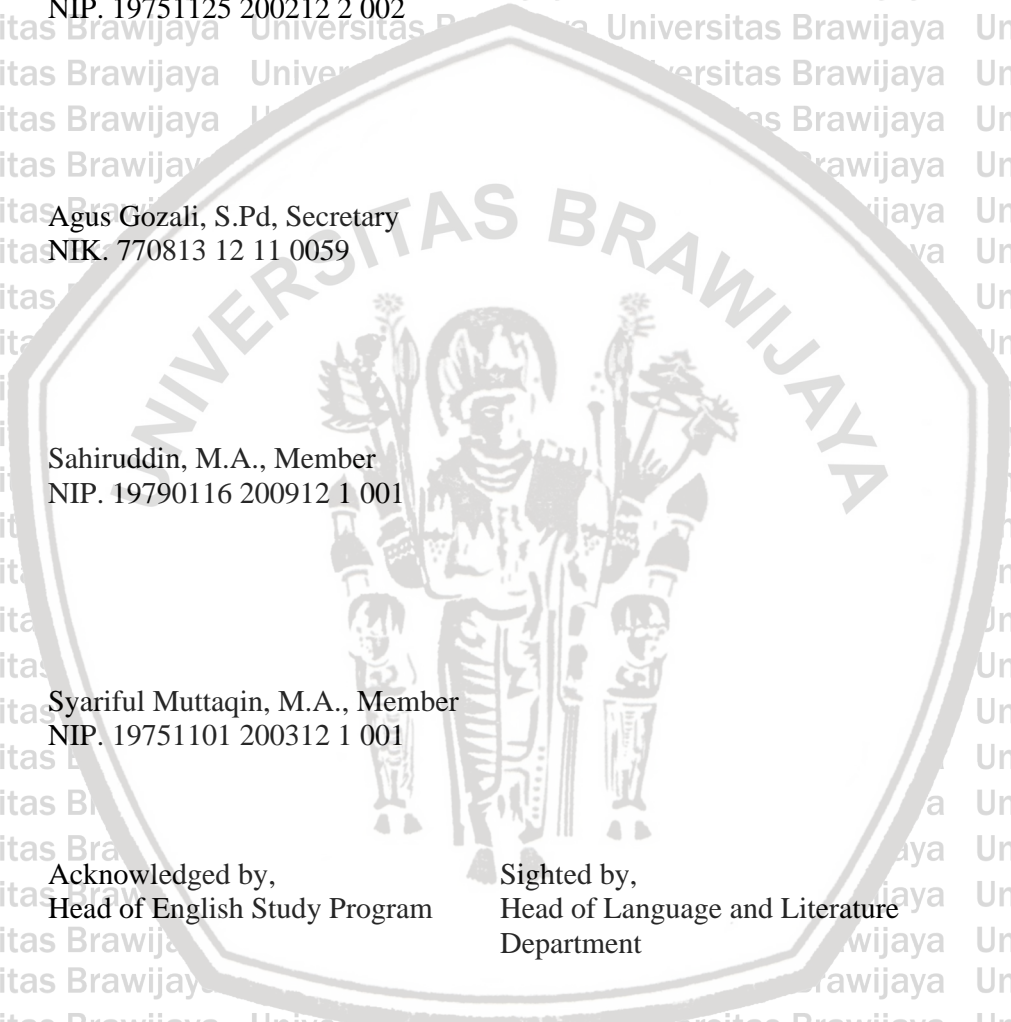 NIP. 19751125 200212 2 002
Agus Gozali, S.Pd, Secretary
NIK. 770813 12 11 0059
UNIVERSITAS BRAWIJAYA
Sahiruddin, M.A., Member
NIP. 19790116 200912 1 001
Syariful Muttaqin, M.A., Member
NIP. 19751101 200312 1 001
Acknowledged by,
Head of English Study Program
Sighted by,
Head of Language and Literature
Department